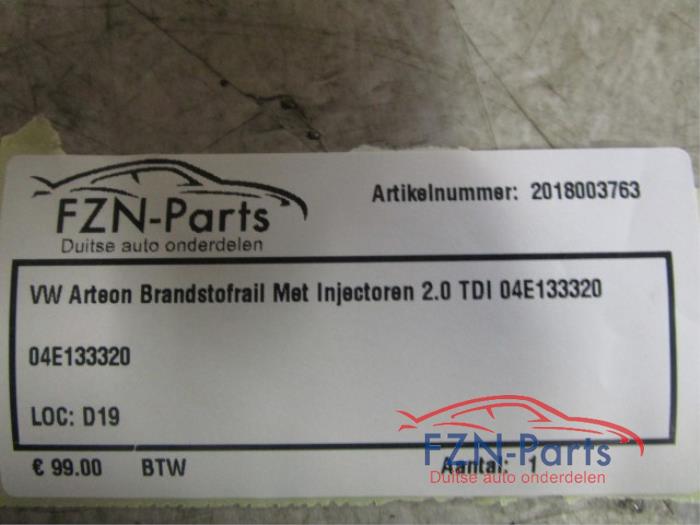 Artikelnummer: 2018003763
FZN-Parts
Duitse auto onderdelen
VW Arteon Brandstofrail Met Injectoren 2.0 TDI 04E133320
04E133320
LOC: D19
€ 99.00 BTW Aantal: 1
FZN-Parts
Duitse auto onderdelen